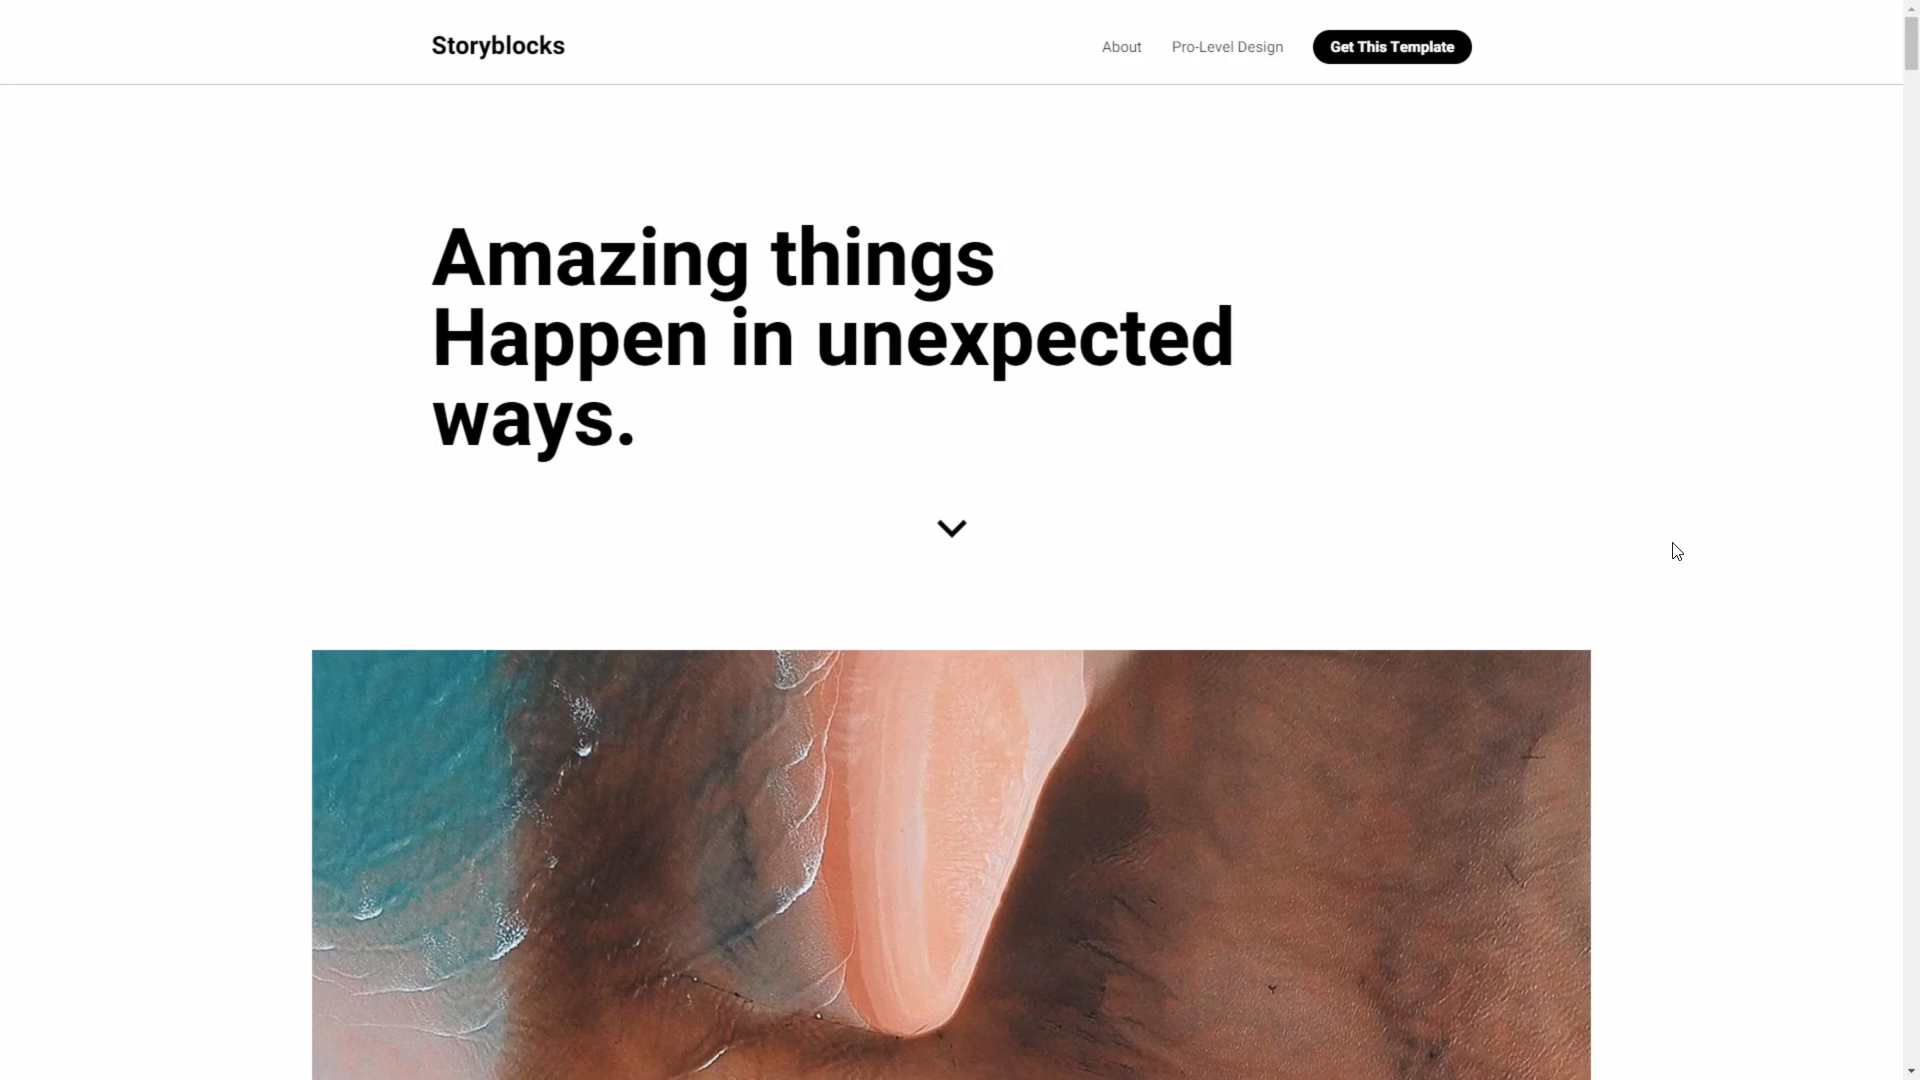 Storyblocks
About
Pro-Level Design
Get This Template
Amazing things
Happen in unexpected
ways.